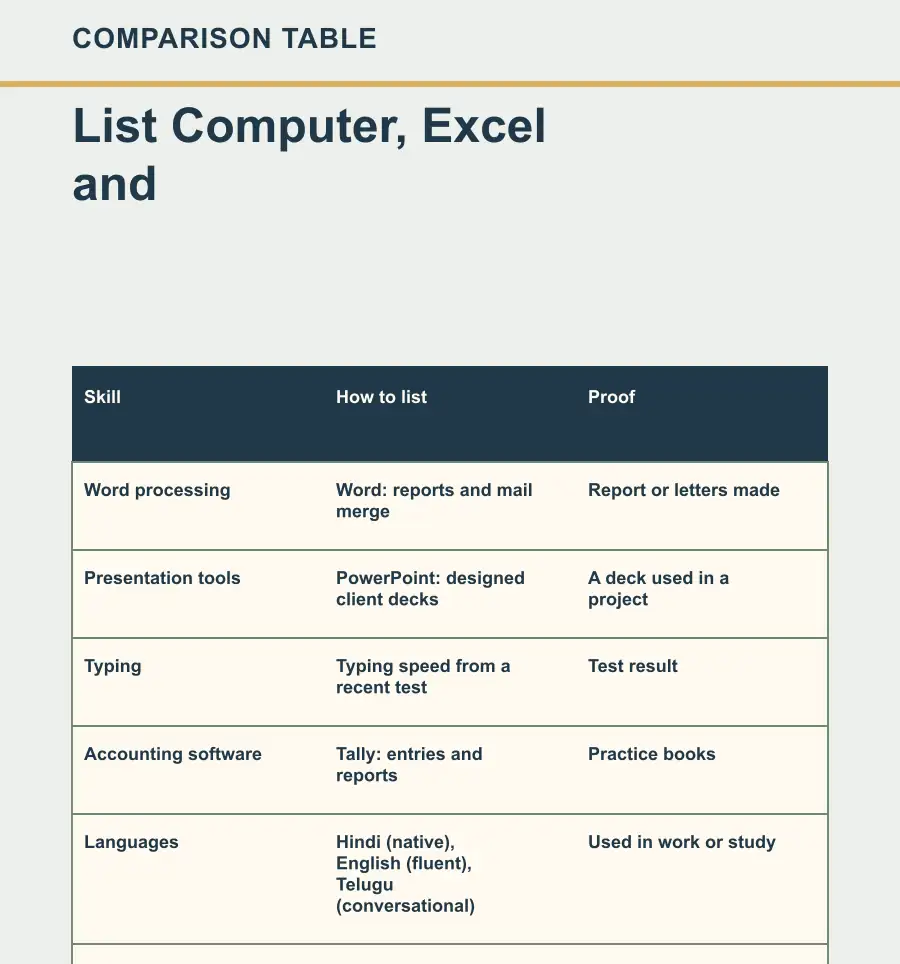 COMPARISON TABLE
List Computer, Excel
and
Skill
How to list
Proof
Word processing
Word: reports and mail
merge
Report or letters made
Presentation tools
PowerPoint: designed
client decks
A deck used in a
project
Typing
Typing speed from a
recent test
Test result
Accounting software
Tally: entries and
reports
Practice books
Languages
Hindi (native),
English (fluent),
Telugu
(conversational)
Used in work or study